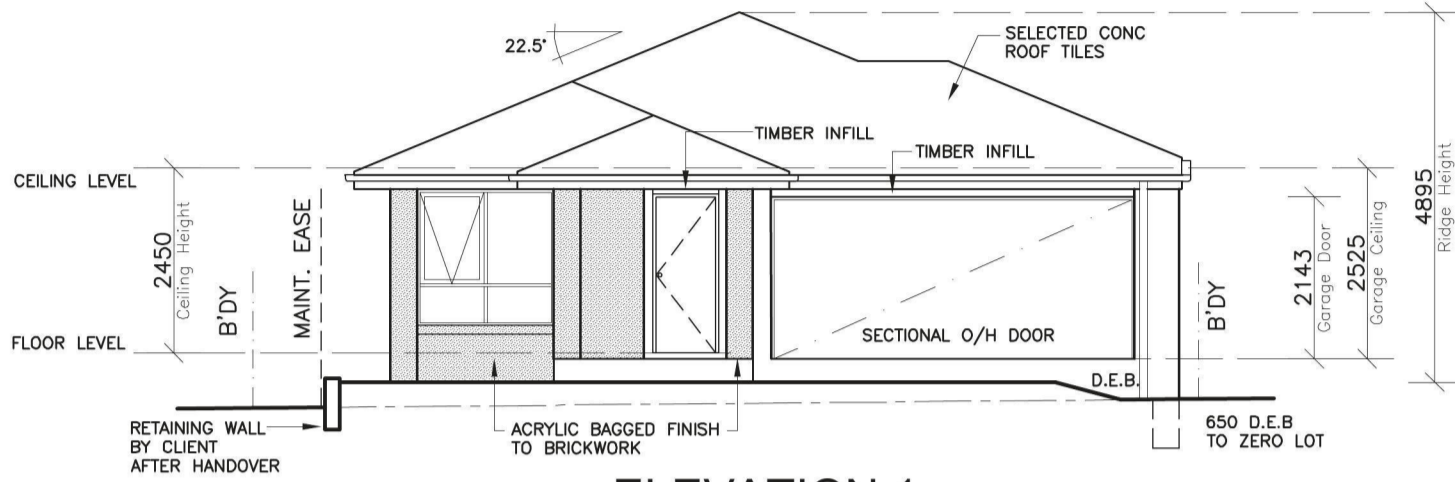 22.5°
SELECTED CONC
ROOF TILES
TIMBER INFILL
TIMBER INFILL
CEILING LEVEL
2450
Ceiling Height
FLOOR LEVEL
B'DY
MAINT. EASE
SECTIONAL O/H DOOR
D.E.B.
B'DY
2143
Garage Door
2525
Garage Ceiling
4895
Ridge Height
RETAINING WALL
BY CLIENT
AFTER HANDOVER
ACRYLIC BAGGED FINISH
TO BRICKWORK
650 D.E.B
TO ZERO LOT
ELEVATION 1